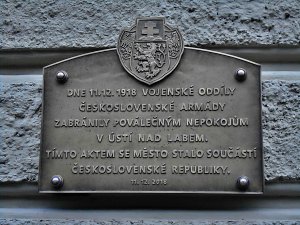 DNE 11.12. 1918 VOJENSKÉ ODDÍLY
ČESKOSLOVENSKÉ ARMÁDY
ZABRÁNILY POVÁLEČNÝM NEPOKOJŮM
V ÚSTÍ NAD LABEM.
TÍMTO AKTEM SE MĚSTO STALO SOUČÁSTÍ
ČESKOSLOVENSKÉ REPUBLIKY.
11. 12. 2018